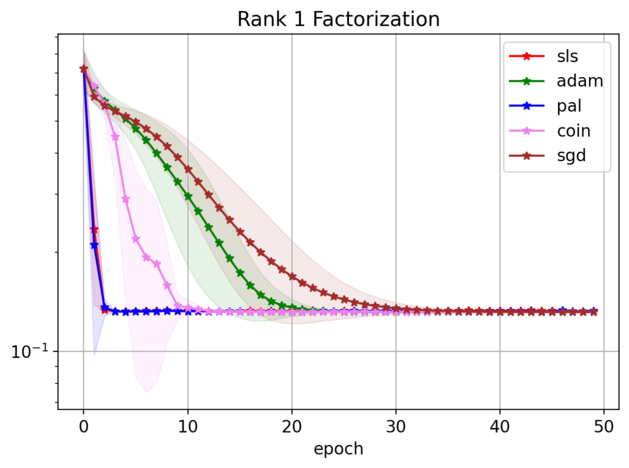 Rank 1 Factorization
sls
adam
pal
coin
sgd
10⁻¹
0
10
20
30
40
50
epoch